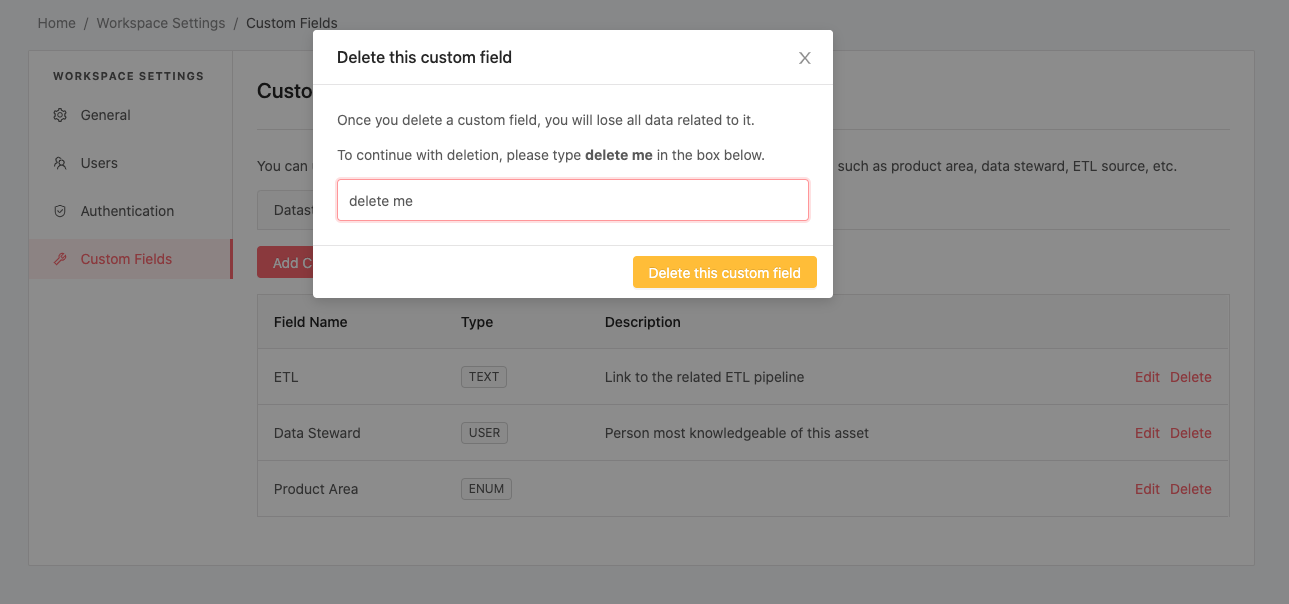 Home / Workspace Settings / Custom Fields
WORKSPACE SETTINGS
General
Users
Authentication
Custom Fields
Delete this custom field
Once you delete a custom field, you will lose all data related to it.
To continue with deletion, please type delete me in the box below.
delete me
Delete this custom field
Custo
You can
such as product area, data steward, ETL source, etc.
Datast
Add C
Field Name Type Description
ETL TEXT Link to the related ETL pipeline Edit Delete
Data Steward USER Person most knowledgeable of this asset Edit Delete
Product Area ENUM Edit Delete